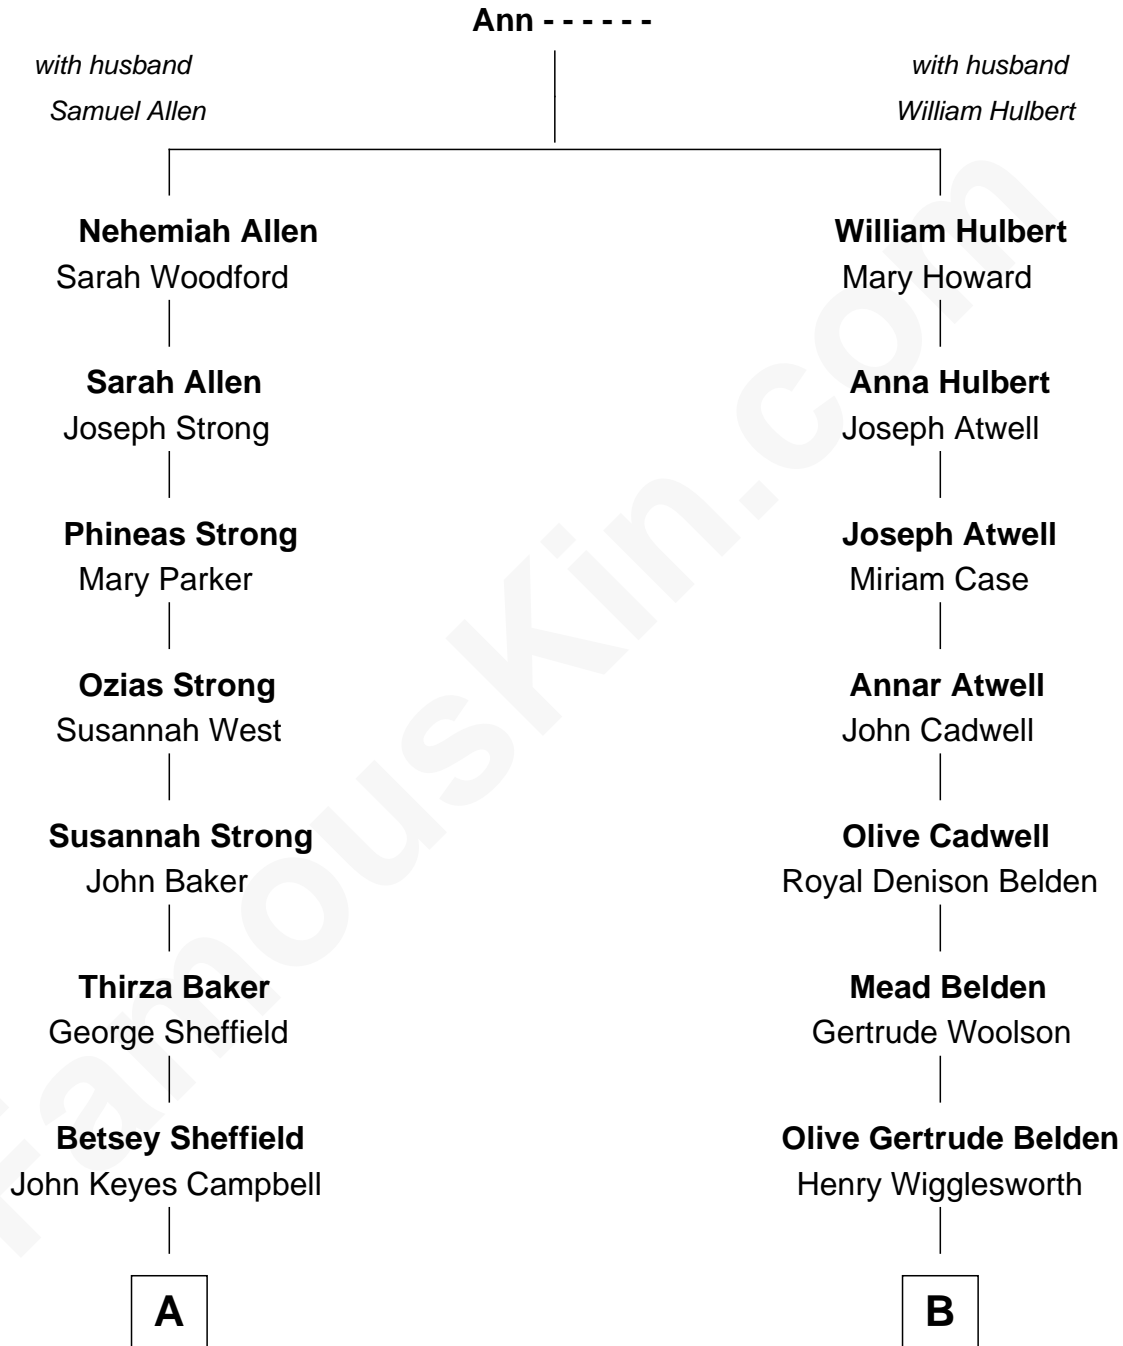 Ann - - - - - -
with husband
Samuel Allen
with husband
William Hulbert
Nehemiah Allen
Sarah Woodford
William Hulbert
Mary Howard
Sarah Allen
Joseph Strong
Anna Hulbert
Joseph Atwell
Phineas Strong
Mary Parker
Joseph Atwell
Miriam Case
Ozias Strong
Susannah West
Annar Atwell
John Cadwell
Susannah Strong
John Baker
Olive Cadwell
Royal Denison Belden
Thirza Baker
George Sheffield
Mead Belden
Gertrude Woolson
Betsey Sheffield
John Keyes Campbell
Olive Gertrude Belden
Henry Wigglesworth
A
B
FamousKin.com